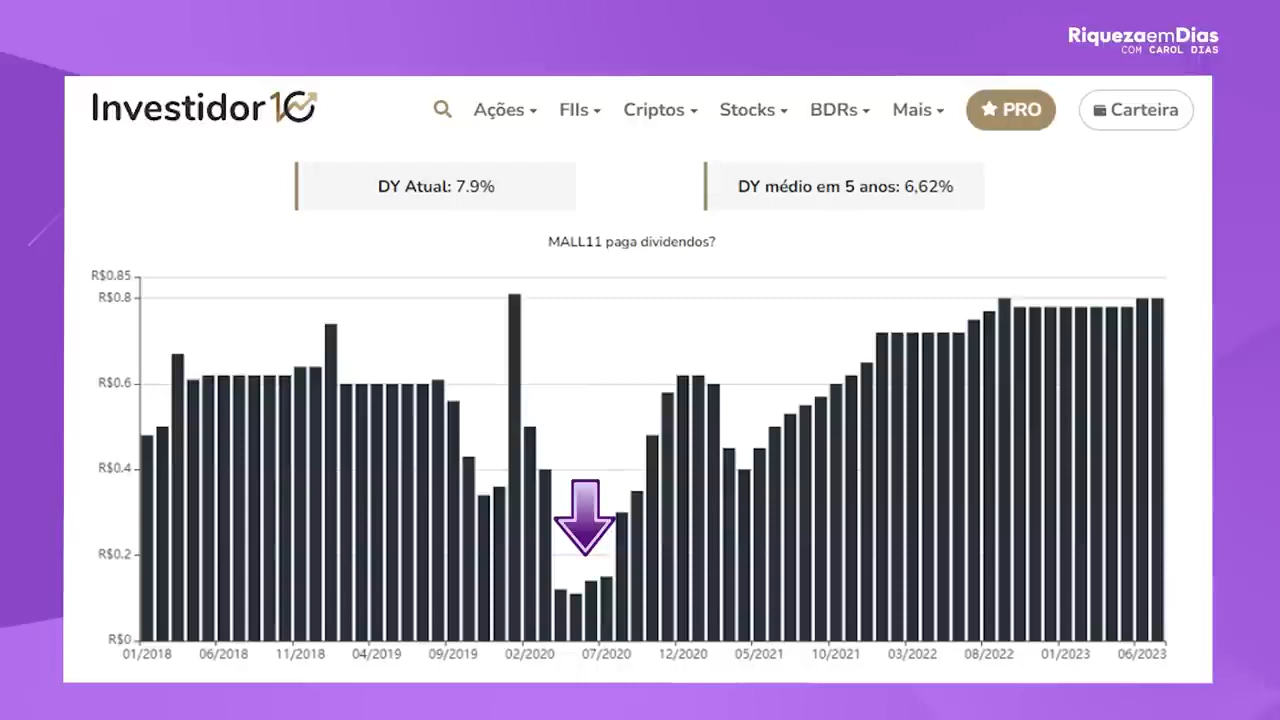 RiquezaemDias
COM CAROL DIAS
Investidor10
Ações
FIIs
Criptos
Stocks
BDRs
Mais
PRO
Carteira
DY Atual: 7.9%
DY médio em 5 anos: 6,62%
MALL11 paga dividendos?
R$0.85
R$0.8
R$0.6
R$0.4
R$0.2
R$0
01/2018
06/2018
11/2018
04/2019
09/2019
02/2020
07/2020
12/2020
05/2021
10/2021
03/2022
08/2022
01/2023
06/2023